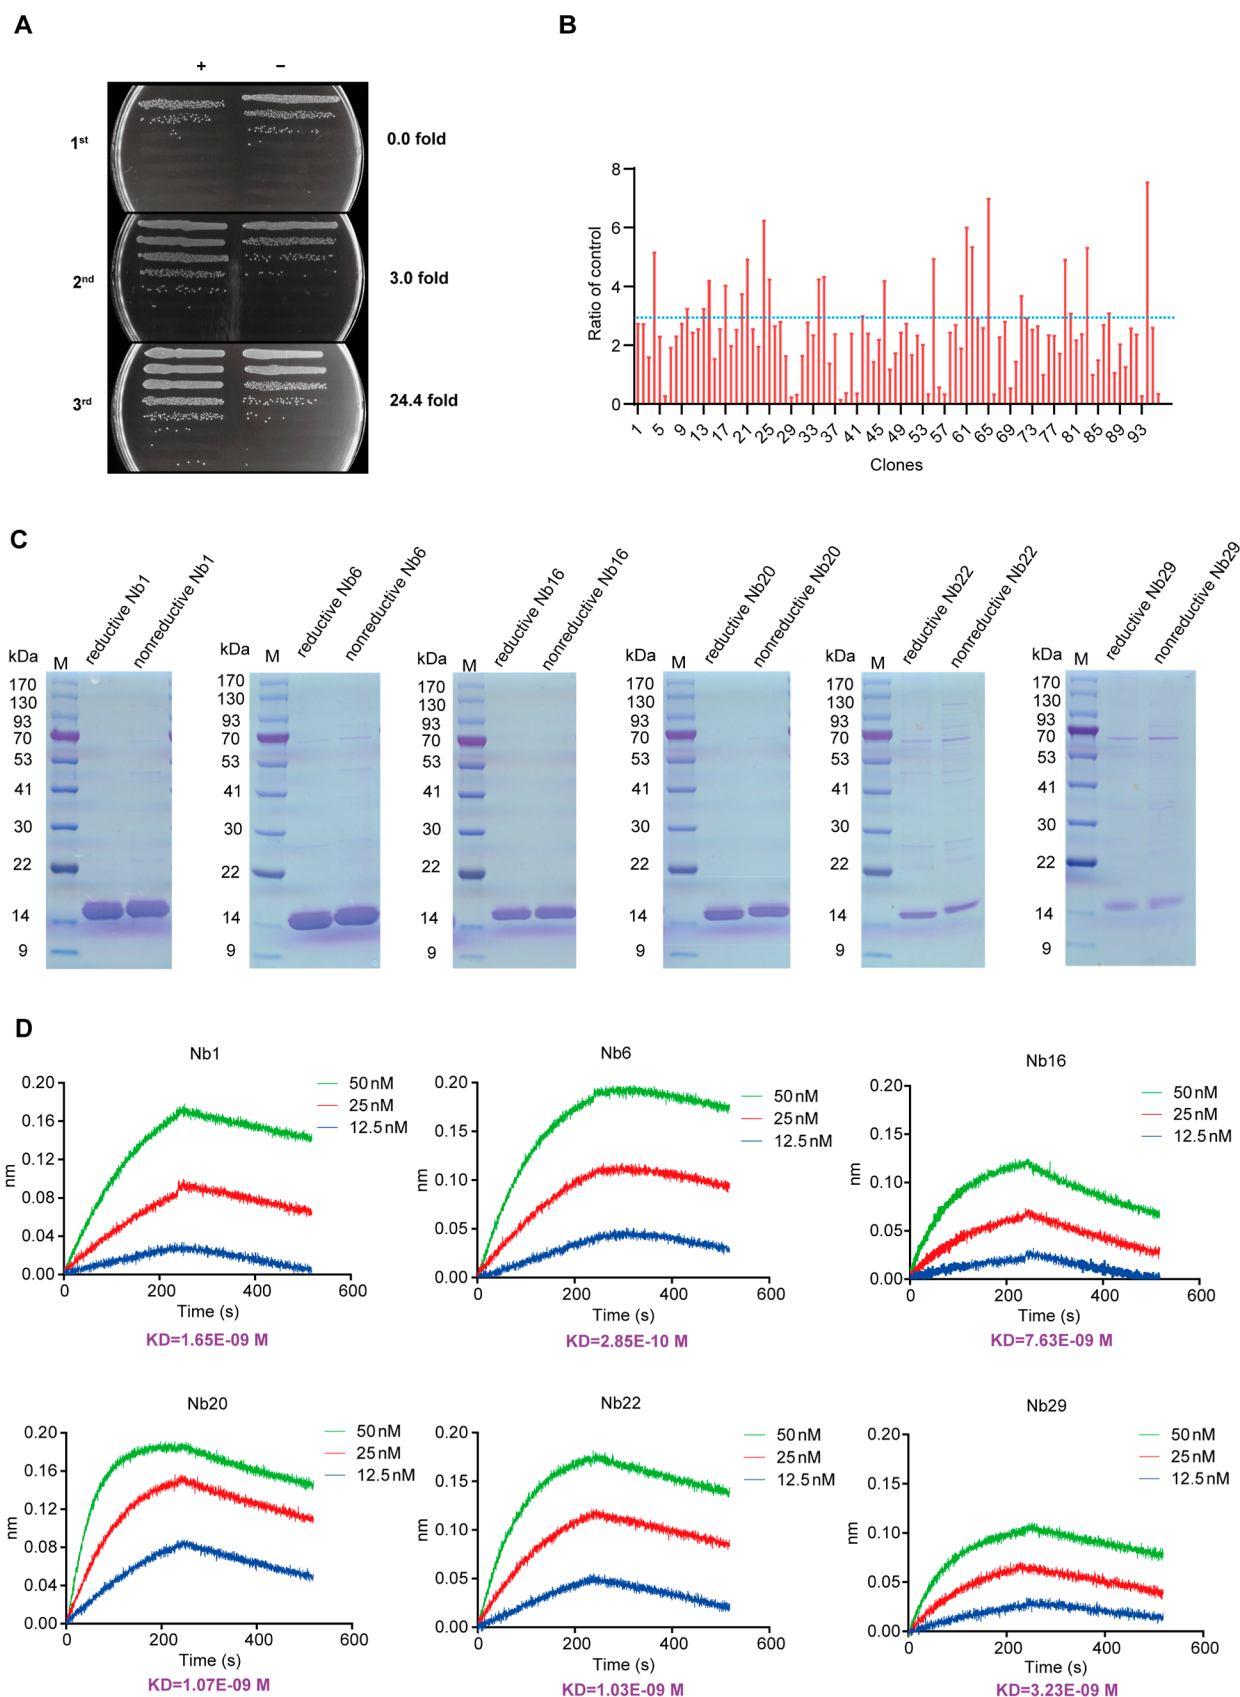 A
B
+ −
1st 0.0 fold
2nd 3.0 fold
3rd 24.4 fold
Ratio of control
8
6
4
2
0
1 5 9 13 17 21 25 29 33 37 41 45 49 53 57 61 65 69 73 77 81 85 89 93
Clones
C
kDa M reductive Nb1 nonreductive Nb1
170
130
93
70
53
41
30
22
14
9
kDa M reductive Nb6 nonreductive Nb6
170
130
93
70
53
41
30
22
14
9
kDa M reductive Nb16 nonreductive Nb16
170
130
93
70
53
41
30
22
14
9
kDa M reductive Nb20 nonreductive Nb20
170
130
93
70
53
41
30
22
14
9
kDa M reductive Nb22 nonreductive Nb22
170
130
93
70
53
41
30
22
14
9
kDa M reductive Nb29 nonreductive Nb29
170
130
93
70
53
41
30
22
14
9
D
Nb1
50 nM
25 nM
12.5 nM
nm
0.20
0.16
0.12
0.08
0.04
0.00
0 200 400 600
Time (s)
KD=1.65E-09 M
Nb6
50 nM
25 nM
12.5 nM
nm
0.20
0.15
0.10
0.05
0.00
0 200 400 600
Time (s)
KD=2.85E-10 M
Nb16
50 nM
25 nM
12.5 nM
nm
0.20
0.15
0.10
0.05
0.00
0 200 400 600
Time (s)
KD=7.63E-09 M
Nb20
50 nM
25 nM
12.5 nM
nm
0.20
0.16
0.12
0.08
0.04
0.00
0 200 400 600
Time (s)
KD=1.07E-09 M
Nb22
50 nM
25 nM
12.5 nM
nm
0.20
0.15
0.10
0.05
0.00
0 200 400 600
Time (s)
KD=1.03E-09 M
Nb29
50 nM
25 nM
12.5 nM
nm
0.20
0.15
0.10
0.05
0.00
0 200 400 600
Time (s)
KD=3.23E-09 M